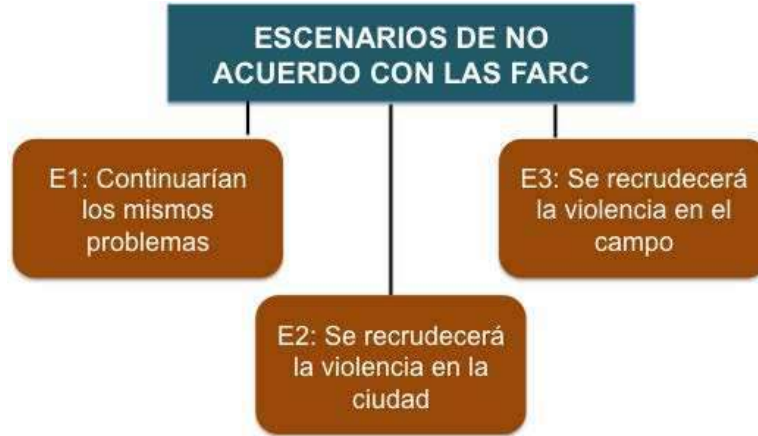 ESCENARIOS DE NO
ACUERDO CON LAS FARC
E1: Continuarían
los mismos
problemas
E2: Se recrudecerá
la violencia en la
ciudad
E3: Se recrudecerá
la violencia en el
campo